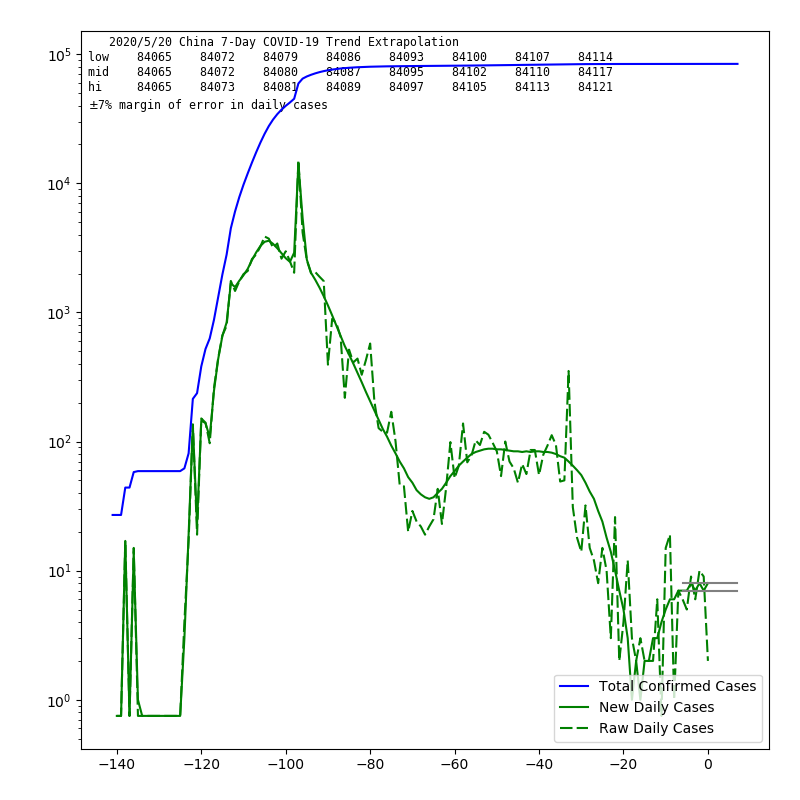 2020/5/20 China 7-Day COVID-19 Trend Extrapolation
low 84065 84072 84079 84086 84093 84100 84107 84114
mid 84065 84072 84080 84087 84095 84102 84110 84117
hi 84065 84073 84081 84089 84097 84105 84113 84121
±7% margin of error in daily cases
10⁵
10⁴
10³
10²
10¹
10⁰
Total Confirmed Cases
New Daily Cases
Raw Daily Cases
−140 −120 −100 −80 −60 −40 −20 0